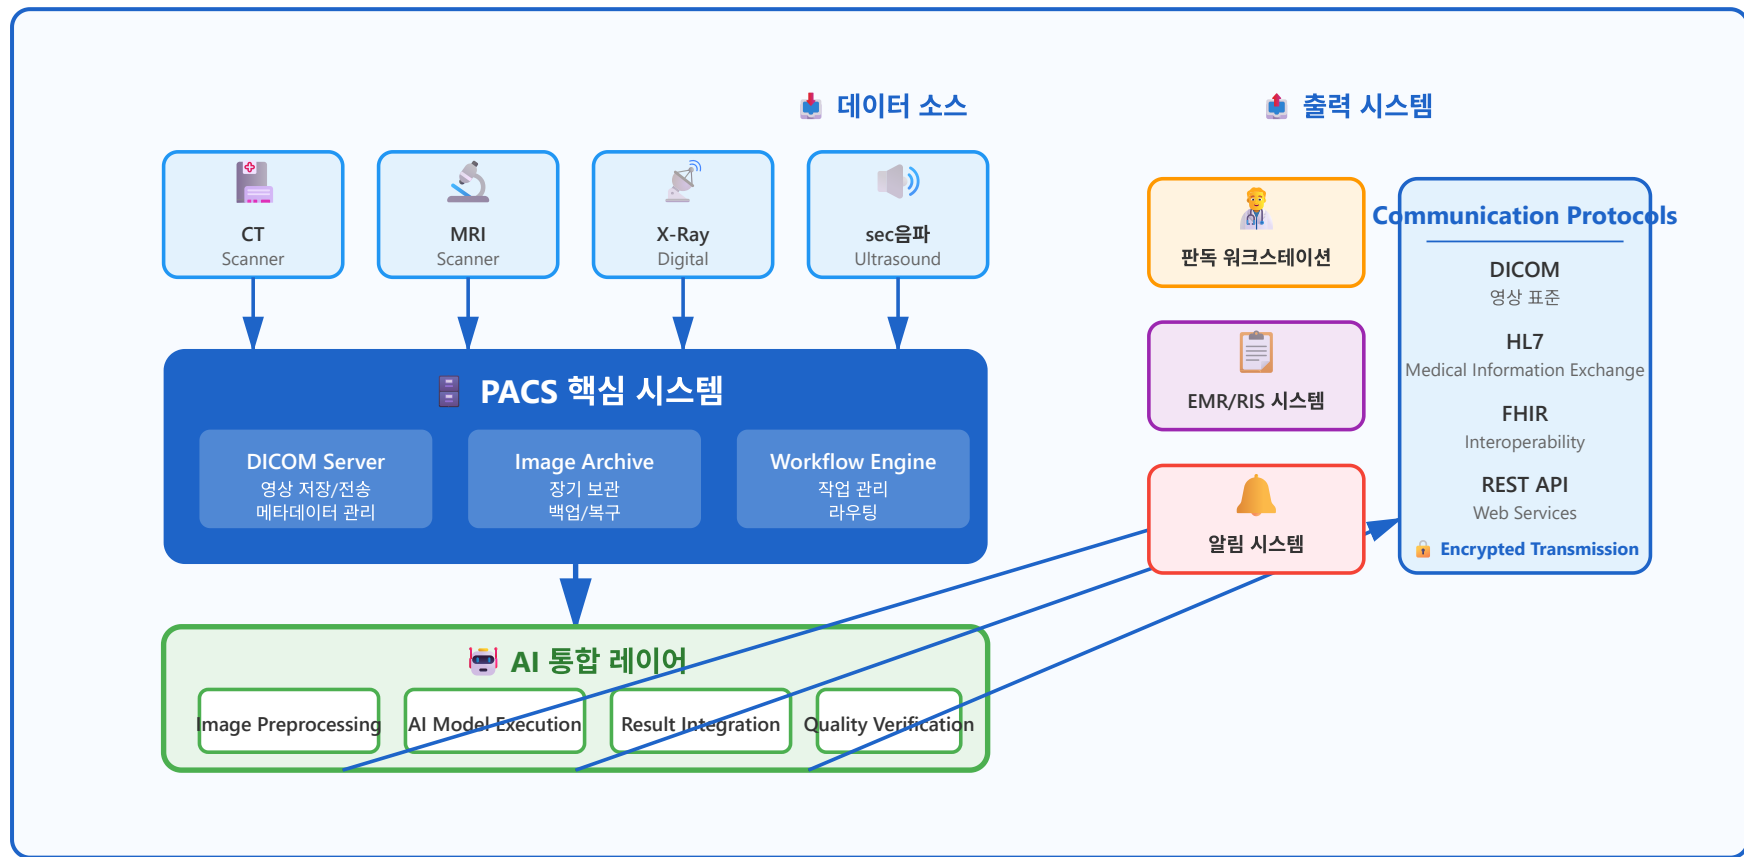 데이터 소스
출력 시스템
CT
Scanner
MRI
Scanner
X-Ray
Digital
sec음파
Ultrasound
PACS 핵심 시스템
DICOM Server
영상 저장/전송
메타데이터 관리
Image Archive
장기 보관
백업/복구
Workflow Engine
작업 관리
라우팅
AI 통합 레이어
Image Preprocessing
AI Model Execution
Result Integration
Quality Verification
판독 워크스테이션
EMR/RIS 시스템
알림 시스템
Communication Protocols
DICOM
영상 표준
HL7
Medical Information Exchange
FHIR
Interoperability
REST API
Web Services
Encrypted Transmission